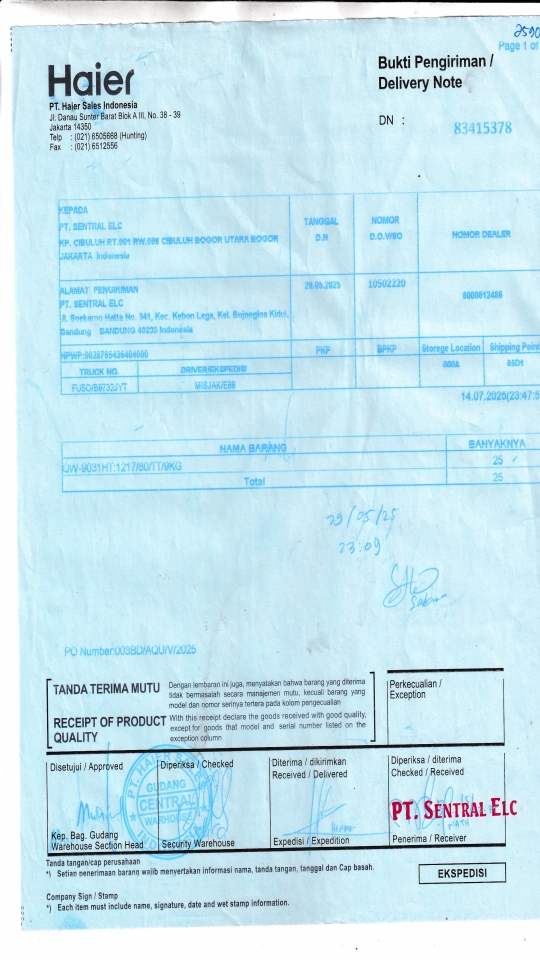 2590
Page 1 of
Haier
PT. Haier Sales Indonesia
Jl. Danau Sunter Barat Blok A III, No. 38 - 39
Jakarta 14350
Telp : (021) 6505668 (Hunting)
Fax : (021) 6512556
Bukti Pengiriman /
Delivery Note
DN : 83415378
KEPADA
PT. SENTRAL ELC
KP. CIBULUH RT.001 RW.006 CIBULUH BOGOR UTARA BOGOR
JAKARTA Indonesia
TANGGAL
D.N
NOMOR
D.O.V/SO
NOMOR DEALER
ALAMAT PENGIRIMAN
PT. SENTRAL ELC
Jl. Soekarno Hatta No. 341, Kec. Kebon Lega, Kel. Bojongloa Kidul,
Bandung BANDUNG 40235 Indonesia
29.05.2025
10502220
NPWP:
PKP
BPKP
Storage Location
Shipping Point
TRUCK NO.
DRIVER/EKSPEDISI
FUSO/B9732JYT
MISJAK/E88
14.07.2025(23:47:5
NAMA BARANG
BANYAKNYA
QW-9031HT:1217/80/TT/9KG
25 ✓
Total
25
29/05/25
23:09
PO Number:003BD/AQU/V/2025
TANDA TERIMA MUTU
Dengan lembaran ini juga, menyatakan bahwa barang yang diterima
tidak bermasalah secara manajemen mutu, kecuali barang yang
model dan nomor serinya tertera pada kolom pengecualian
RECEIPT OF PRODUCT
QUALITY
With this receipt declare the goods received with good quality,
except for goods that model and serial number listed on the
exception column
Perkecualian /
Exception
Disetujui / Approved
Diperiksa / Checked
Diterima / dikirimkan
Received / Delivered
Diperiksa / diterima
Checked / Received
GUDANG
CENTRAL
WARHOUSE
PT. SENTRAL ELC
Kep. Bag. Gudang
Warehouse Section Head
Security Warehouse
Expedisi / Expedition
Penerima / Receiver
Tanda tangan/cap perusahaan
*) Setiap penerimaan barang wajib menyertakan informasi nama, tanda tangan, tanggal dan Cap basah.
EKSPEDISI
Company Sign / Stamp
*) Each item must include name, signature, date and wet stamp information.